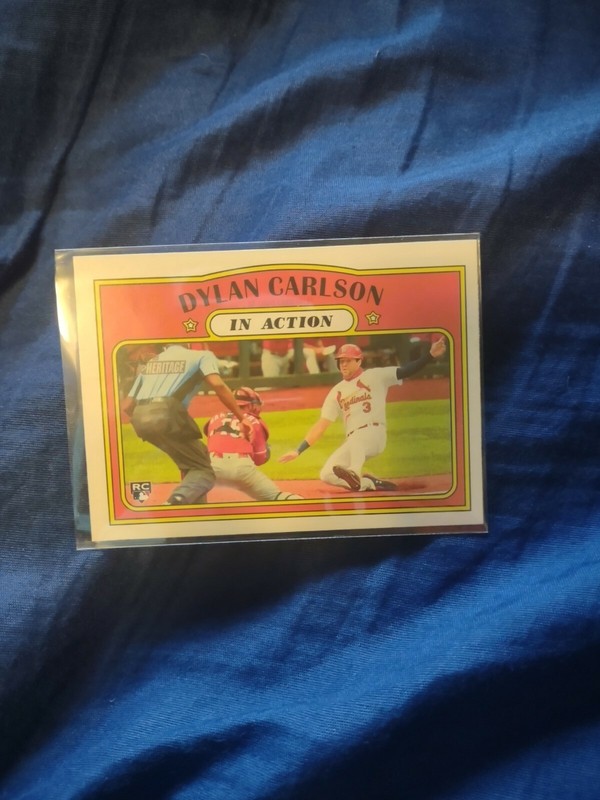 DYLAN CARLSON
IN ACTION
HERITAGE
Cardinals
3
RC